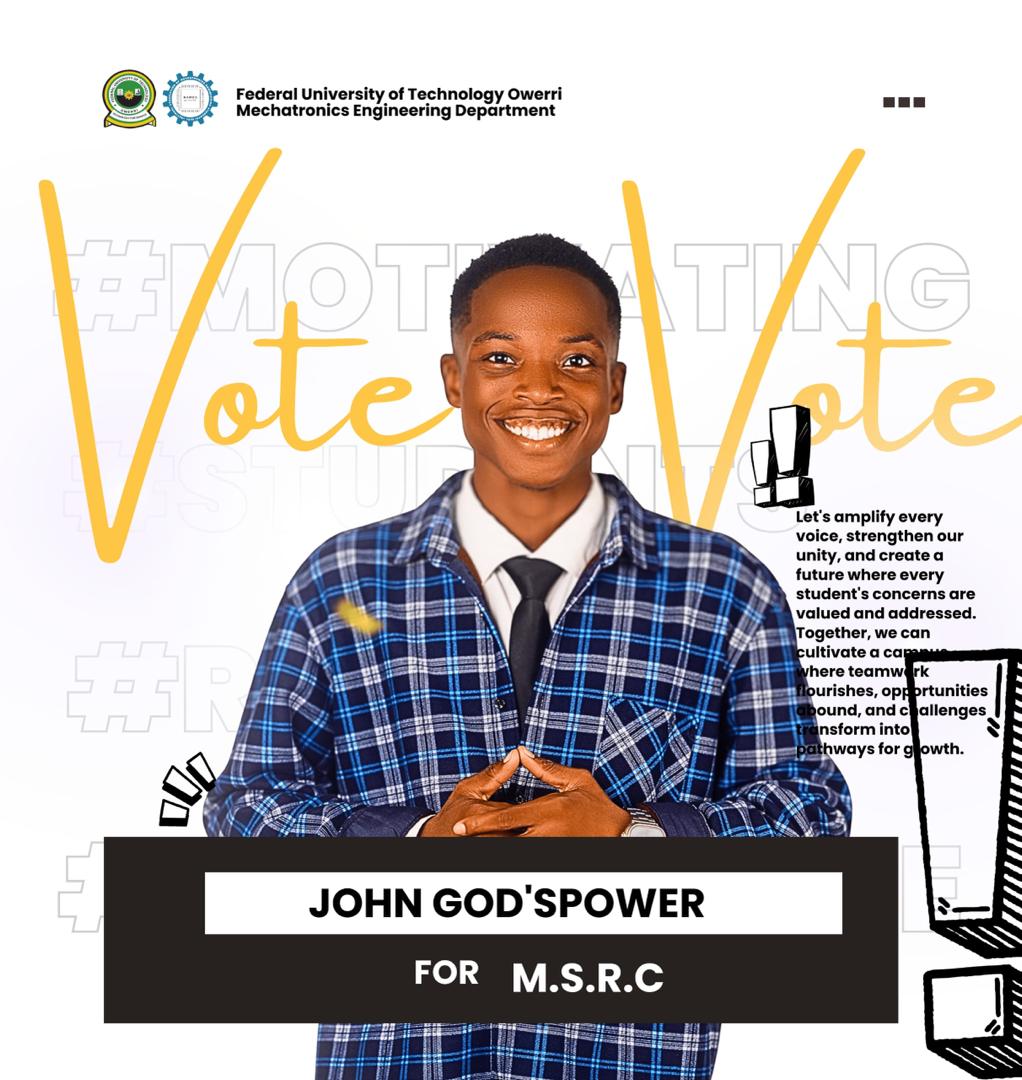 Federal University of Technology Owerri
Mechatronics Engineering Department
Vote Vote
#STUDENTS
Let's amplify every
voice, strengthen our
unity, and create a
future where every
student's concerns are
valued and addressed.
Together, we can
cultivate a campus
where teamwork
flourishes, opportunities
abound, and challenges
transform into
pathways for growth.
JOHN GOD'SPOWER
FOR M.S.R.C